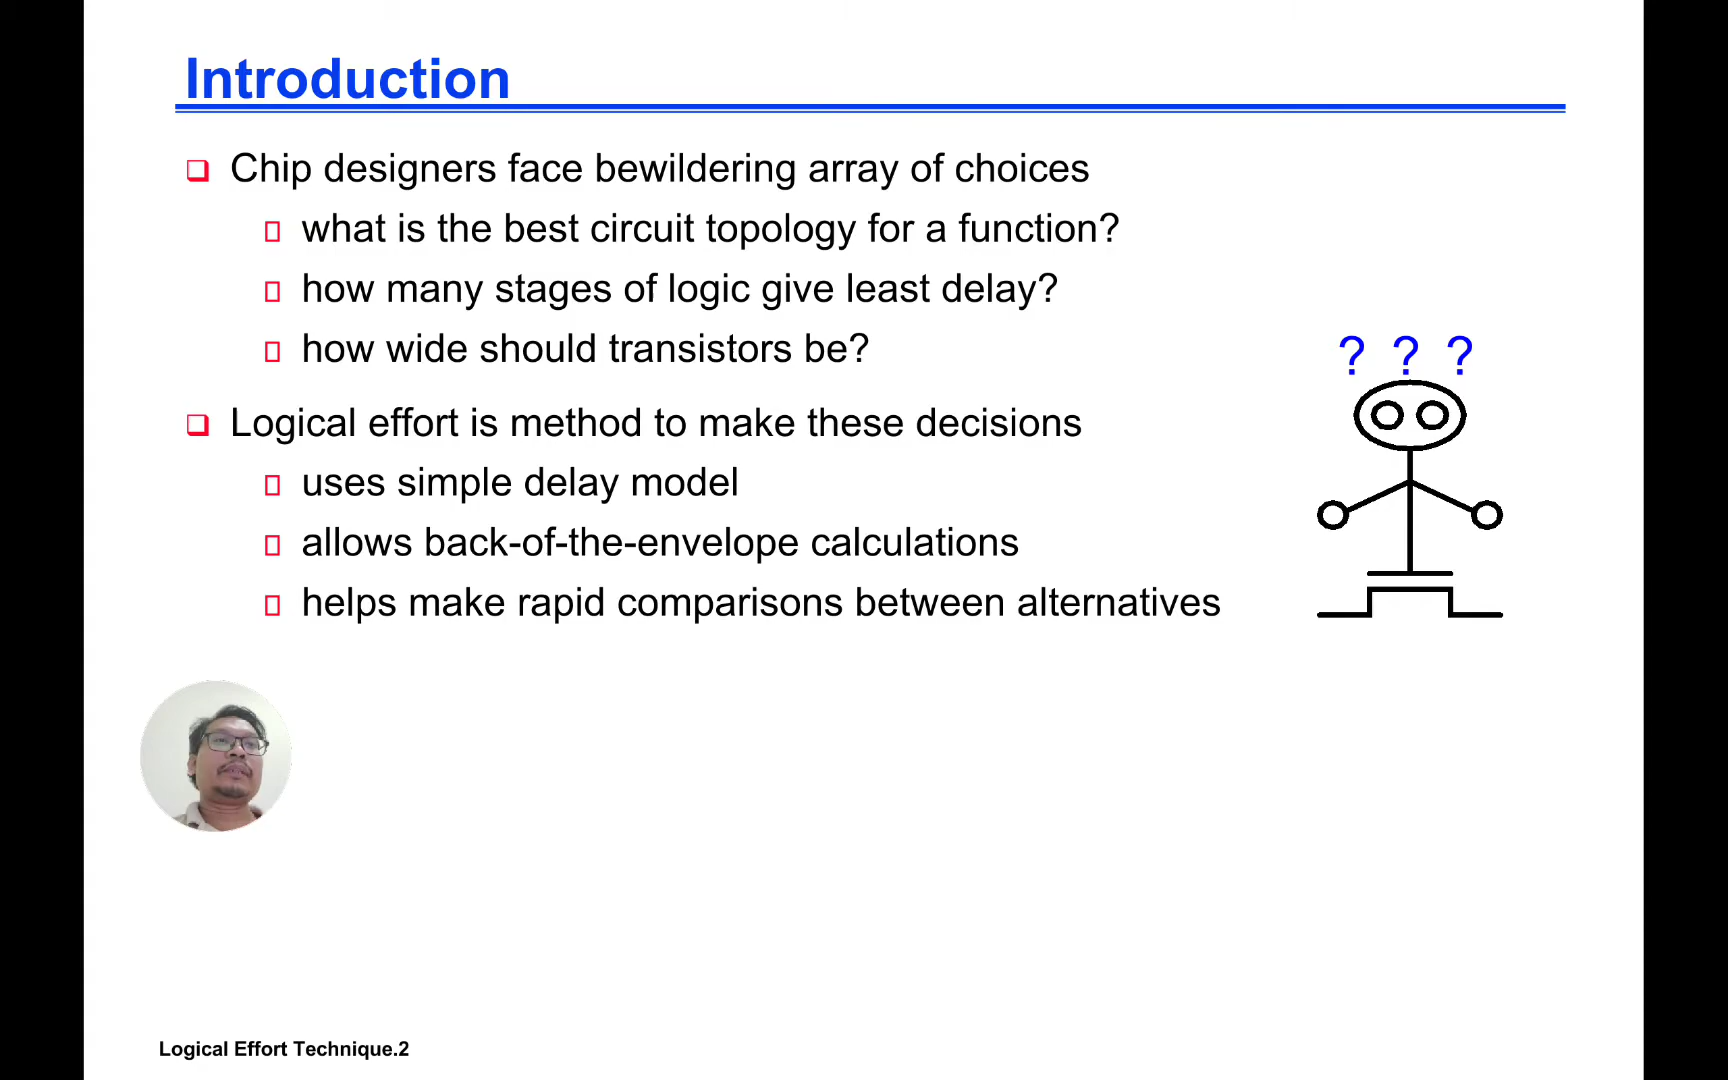 Introduction
Chip designers face bewildering array of choices
what is the best circuit topology for a function?
how many stages of logic give least delay?
how wide should transistors be?
Logical effort is method to make these decisions
uses simple delay model
allows back-of-the-envelope calculations
helps make rapid comparisons between alternatives
? ? ?
Logical Effort Technique.2